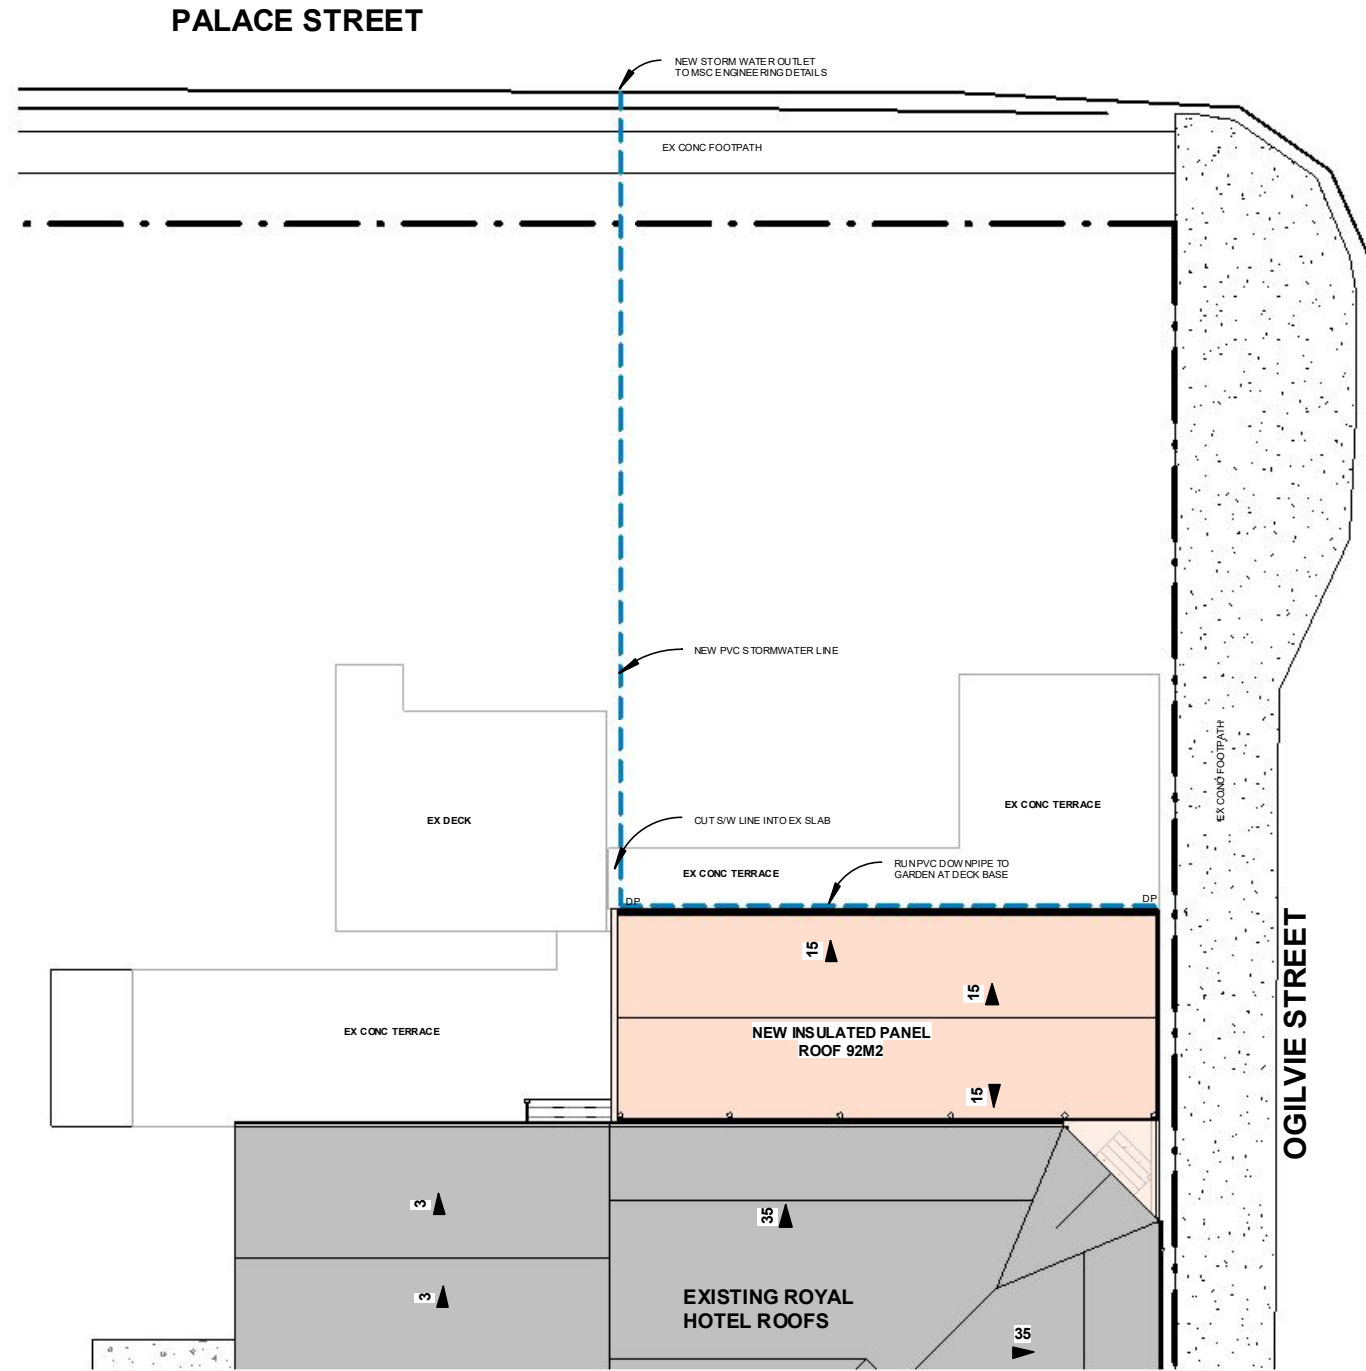 PALACE STREET
NEW STORM WATER OUTLET
TO MSC ENGINEERING DETAILS
EX CONC FOOTPATH
NEW PVC STORMWATER LINE
EX CONC FOOTPATH
EX CONC TERRACE
EX DECK
CUT S/W LINE INTO EX SLAB
RUN PVC DOWNPIPE TO
GARDEN AT DECK BASE
EX CONC TERRACE
DP
DP
OGILVIE STREET
15
15
EX CONC TERRACE
NEW INSULATED PANEL
ROOF 92M2
15
3
35
3
EXISTING ROYAL
HOTEL ROOFS
35